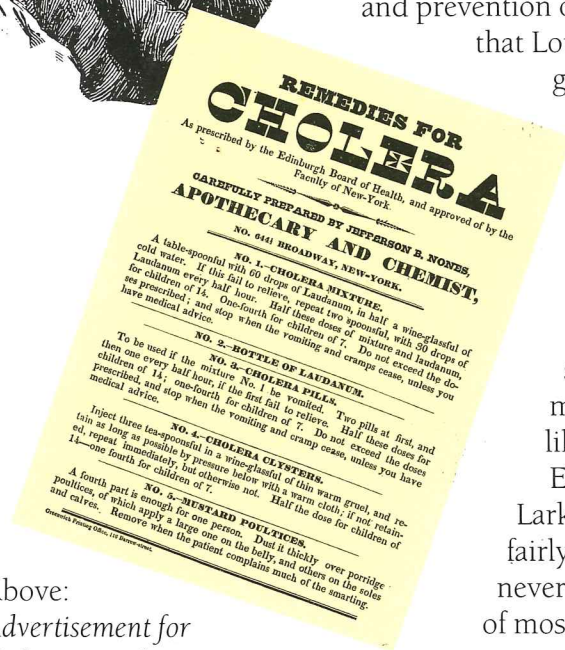 and prevention o
that Lo
g
REMEDIES FOR
CHOLERA
As prescribed by the Edinburgh Board of Health, and approved of by the
Faculty of New-York
CAREFULLY PREPARED BY JEFFERSON B. NONES,
APOTHECARY AND CHEMIST,
NO. 644½ BROADWAY, NEW-YORK.
NO. 1.—CHOLERA MIXTURE.
A table-spoonful with 60 drops of Laudanum, in half a wine-glassful of
cold water. If this fail to relieve, repeat two spoonsful, with 30 drops of
Laudanum every half hour. Half these doses of mixture and laudanum,
for children of 14. One-fourth for children of 7. Do not exceed the do-
ses prescribed; and stop when the vomiting and cramps cease, unless you
have medical advice.
NO. 2.—BOTTLE OF LAUDANUM.
NO. 3.—CHOLERA PILLS.
To be used if the mixture No. 1 be vomited. Two pills at first, and
then one every half hour, if the first fail to relieve. Half these doses for
children of 14; one-fourth for children of 7. Do not exceed the doses
prescribed, and stop when the vomiting and cramp cease, unless you have
medical advice.
NO. 4.—CHOLERA CLYSTERS.
Inject three tea-spoonsful in a wine-glassful of thin warm gruel, and re-
tain as long as possible by pressure below with a warm cloth; if not retain-
ed, repeat immediately, but otherwise not. Half the dose for children of
14—one fourth for children of 7.
NO. 5.—MUSTARD POULTICES.
A fourth part is enough for one person. Dust it thickly over porridge
poultices, of which apply a large one on the belly, and others on the soles
and calves. Remove when the patient complains much of the smarting.
Greenwich Printing Office, 112 Barrow-street.
m
lik
E
Lark
fairly
never
of mos
bove:
dvertisement for